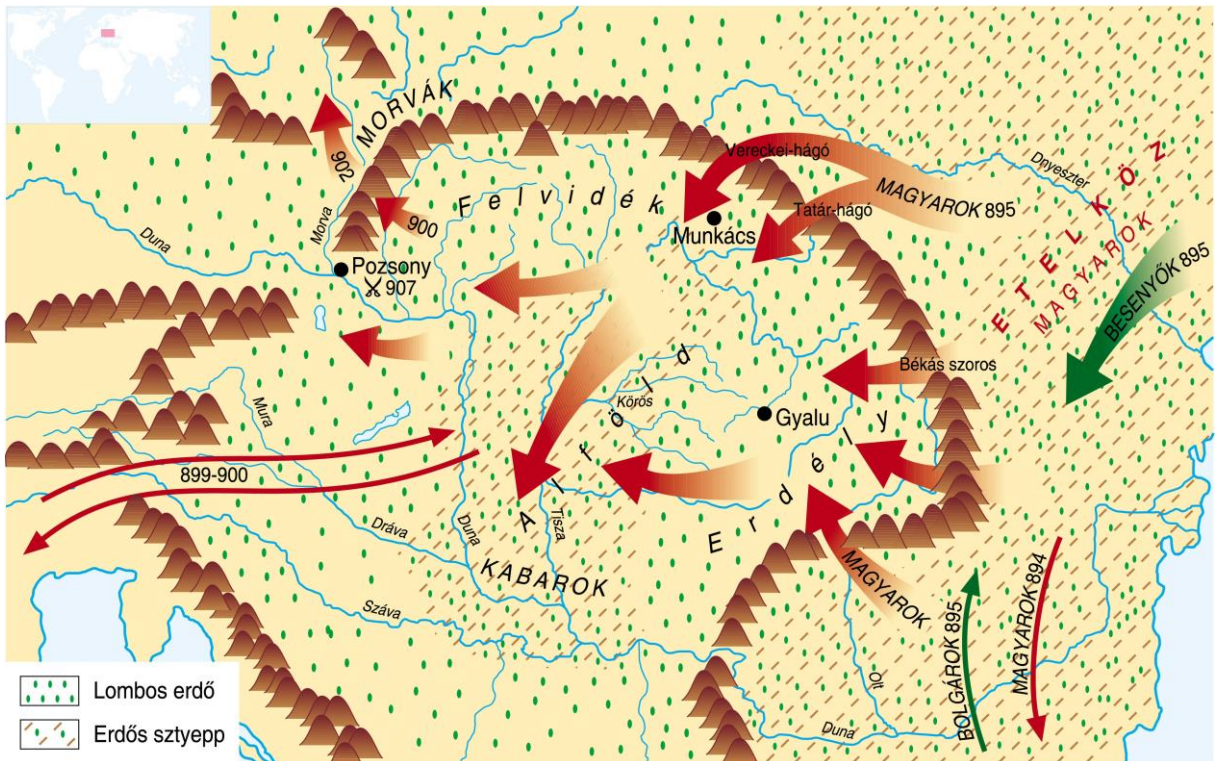 MORVÁK
902
Vereckei-hágó
Dnyeszter
Felvidék
MAGYAROK 895
Tatár-hágó
ETELKÖZ
MAGYAROK
Morva
900
Duna
Munkács
BESENYŐK 895
Pozsony
907
Békás szoros
Körös
Mura
Gyalu
Alföld
Erdély
899-900
Dráva
Duna
Tisza
KABAROK
MAGYAROK
Száva
BOLGÁROK 895
MAGYAROK 894
Olt
Duna
Lombos erdő
Erdős sztyepp